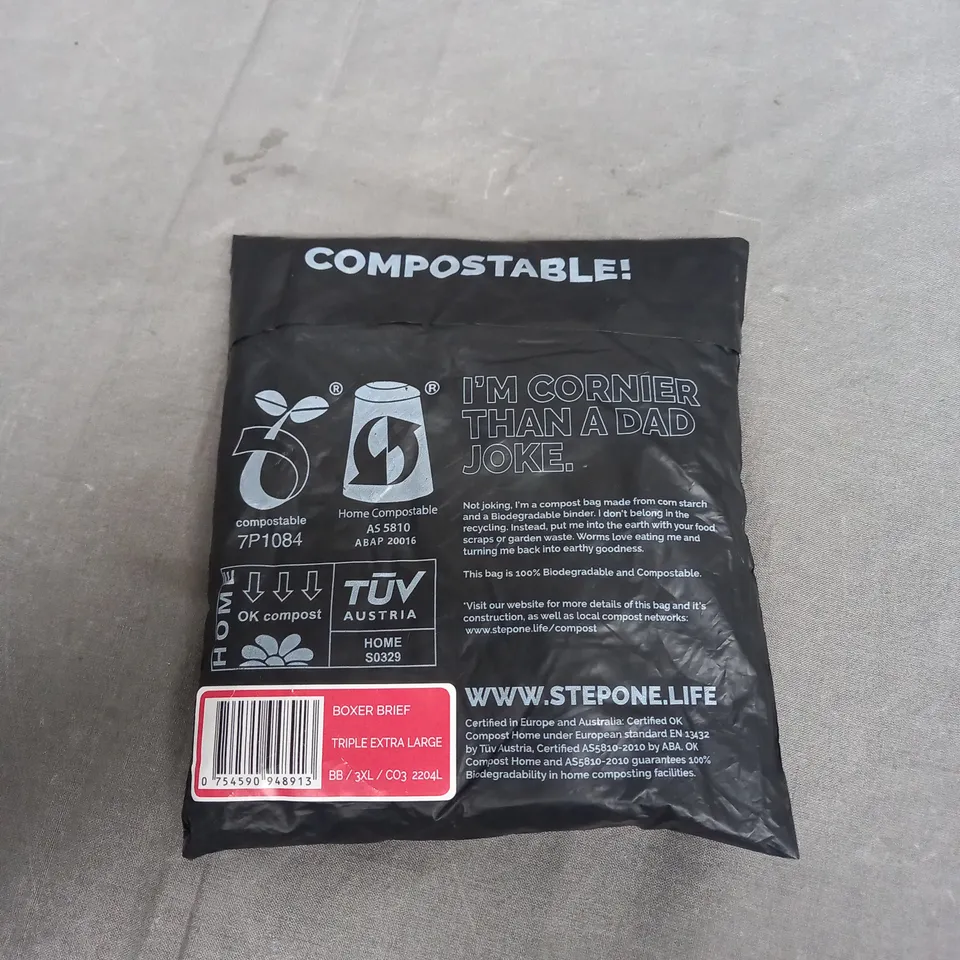 COMPOSTABLE!
®
®
compostable
7P1084
Home Compostable
AS 5810
ABAP 20016
I'M CORNIER
THAN A DAD
JOKE.
Not joking, I'm a compost bag made from corn starch
and a Biodegradable binder. I don't belong in the
recycling. Instead, put me into the earth with your food
scraps or garden waste. Worms love eating me and
turning me back into earthy goodness.
This bag is 100% Biodegradable and Compostable.
*Visit our website for more details of this bag and it's
construction, as well as local compost networks:
www.stepone.life/compost
HOME
OK compost
TÜV
AUSTRIA
HOME
S0329
WWW.STEPONE.LIFE
Certified in Europe and Australia: Certified OK
Compost Home under European standard EN 13432
by Tüv Austria, Certified AS5810-2010 by ABA. OK
Compost Home and AS5810-2010 guarantees 100%
Biodegradability in home composting facilities.
BOXER BRIEF
TRIPLE EXTRA LARGE
BB / 3XL / CO3 2204L
0 754590 948913